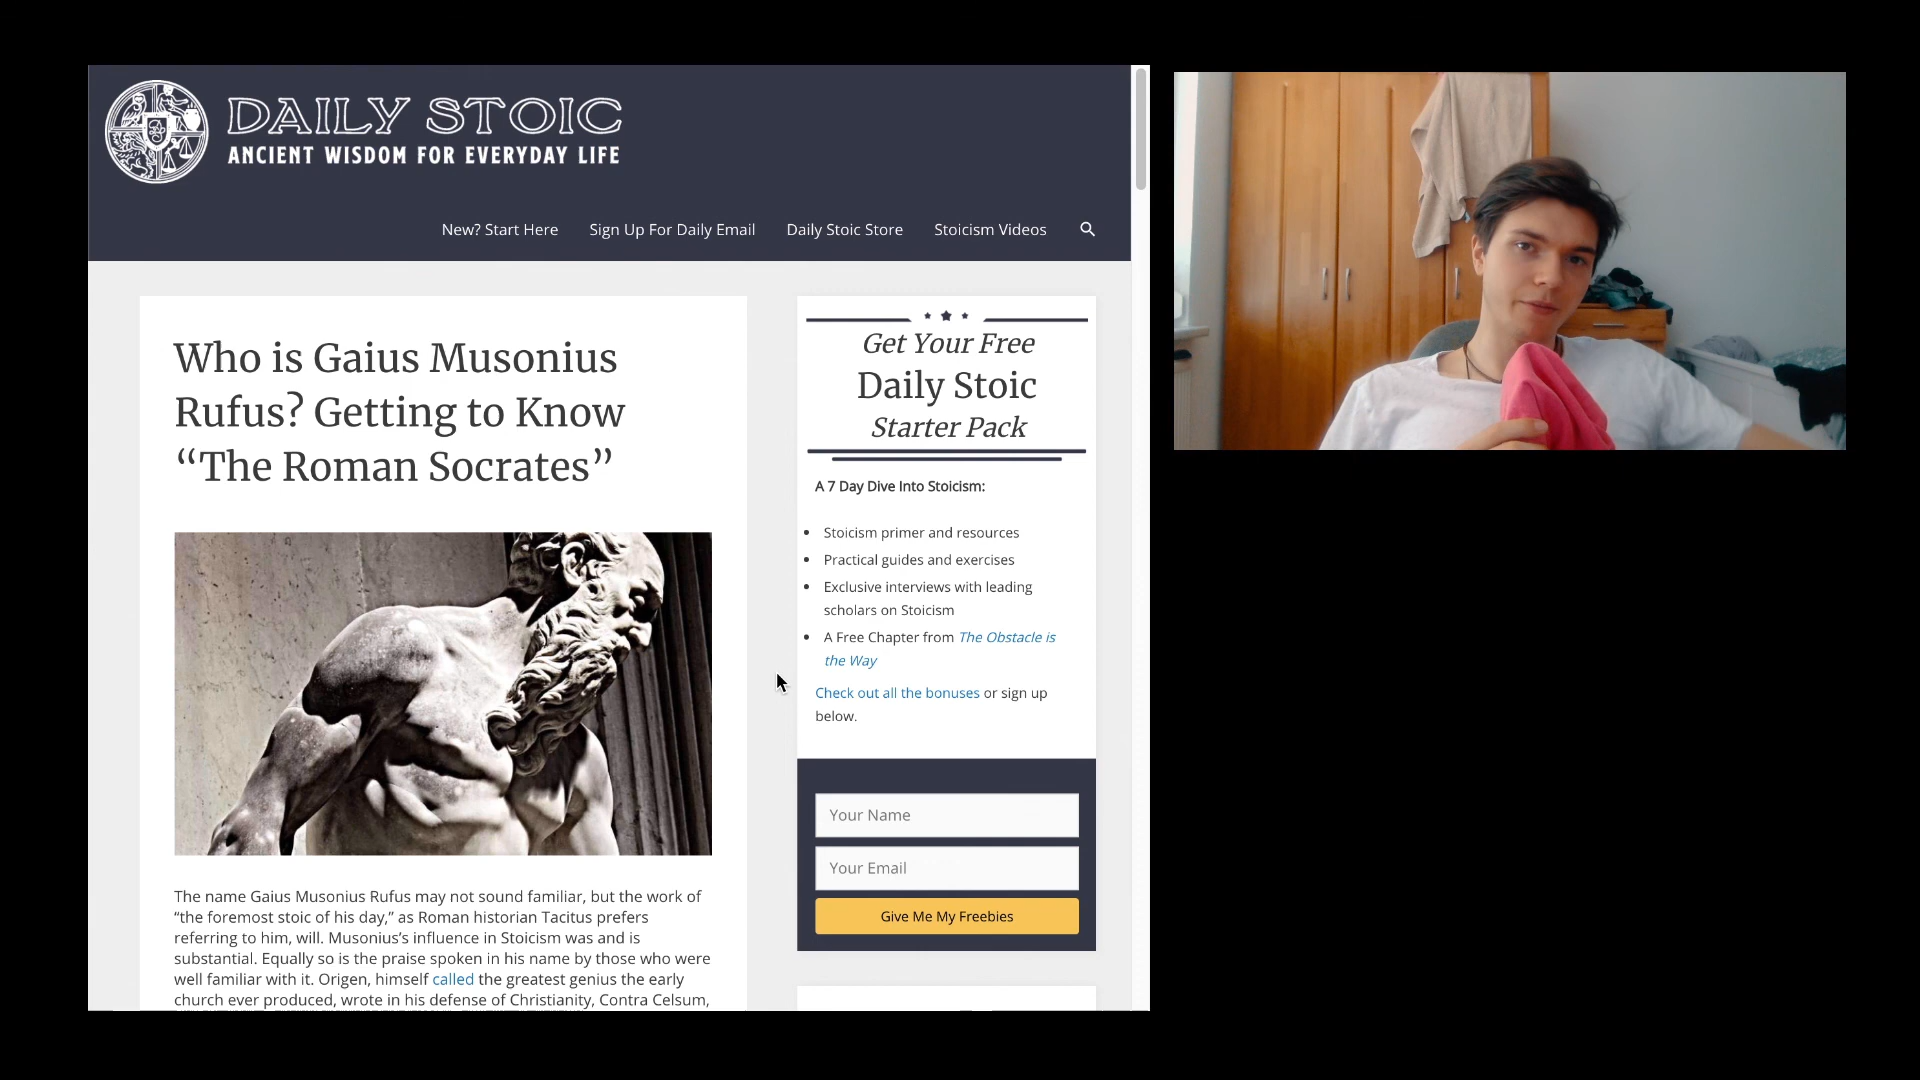 DAILY STOIC
ANCIENT WISDOM FOR EVERYDAY LIFE
New? Start Here
Sign Up For Daily Email
Daily Stoic Store
Stoicism Videos
Who is Gaius Musonius
Rufus? Getting to Know
“The Roman Socrates”
The name Gaius Musonius Rufus may not sound familiar, but the work of
“the foremost stoic of his day,” as Roman historian Tacitus prefers
referring to him, will. Musonius’s influence in Stoicism was and is
substantial. Equally so is the praise spoken in his name by those who were
well familiar with it. Origen, himself called the greatest genius the early
church ever produced, wrote in his defense of Christianity, Contra Celsum,
Get Your Free
Daily Stoic
Starter Pack
A 7 Day Dive Into Stoicism:
• Stoicism primer and resources
• Practical guides and exercises
• Exclusive interviews with leading
scholars on Stoicism
• A Free Chapter from The Obstacle is
the Way
Check out all the bonuses or sign up
below.
Your Name
Your Email
Give Me My Freebies